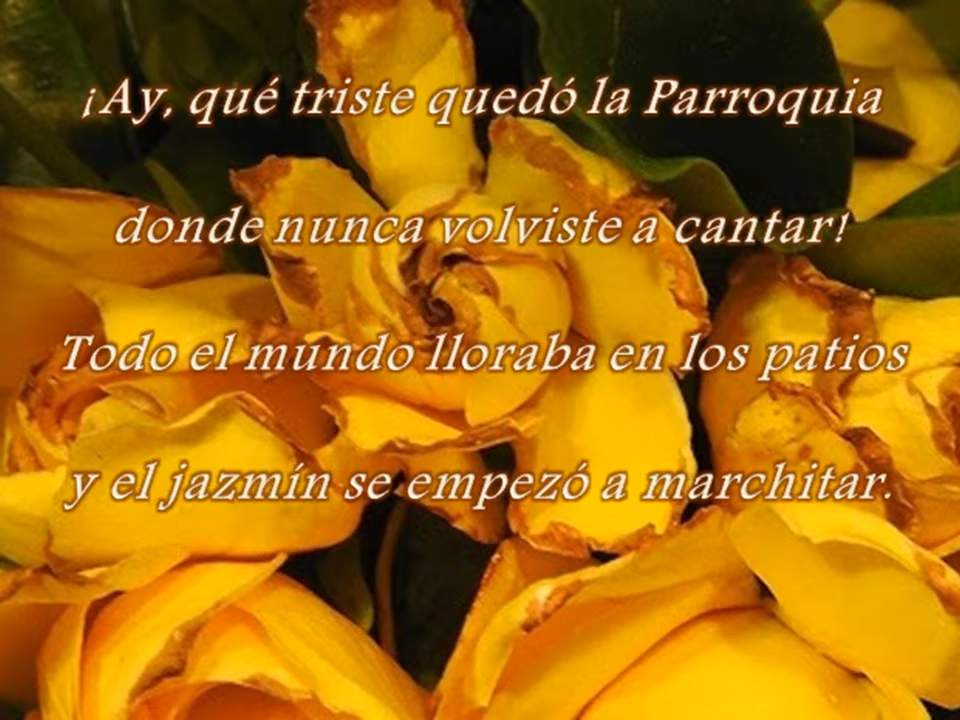 ¡Ay, qué triste quedó la Parroquia
donde nunca volviste a cantar!
Todo el mundo lloraba en los patios
y el jazmín se empezó a marchitar.